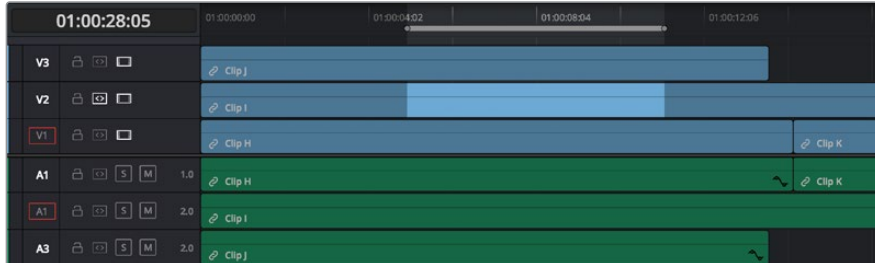 01:00:28:05 01:00:00:00 01:00:04:02 01:00:08:04 01:00:12:06
V3 Clip J
V2 Clip I
V1 Clip H Clip K
A1 S M 1.0 Clip H Clip K
A1 S M 2.0 Clip I
A3 S M 2.0 Clip J